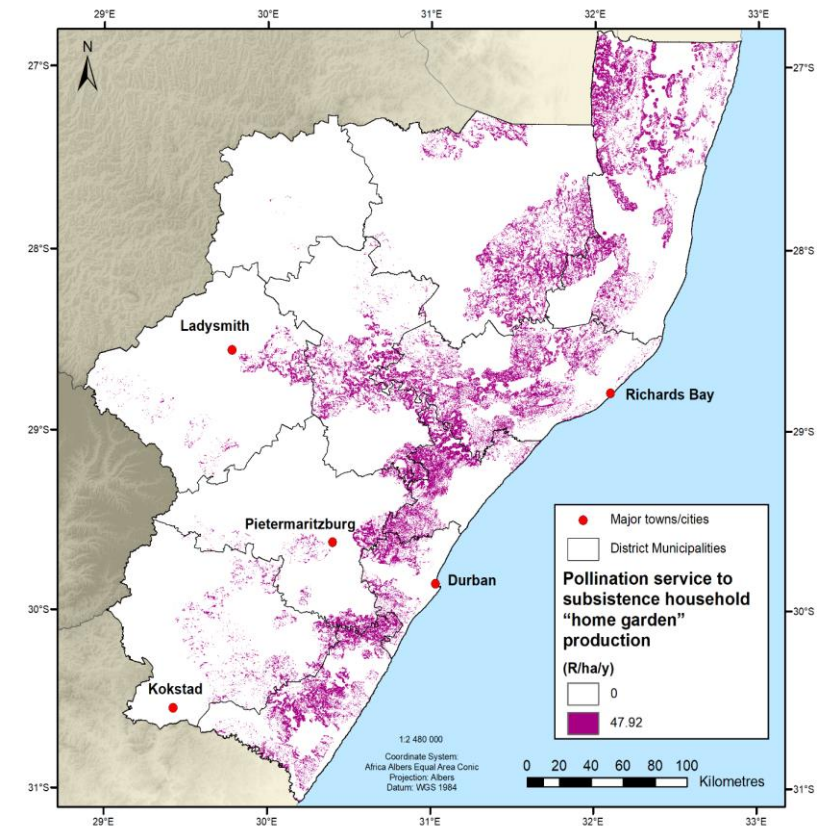 29°E 30°E 31°E 32°E 33°E
N
27°S 27°S
28°S 28°S
Ladysmith
Richards Bay
29°S 29°S
Pietermaritzburg
Durban
30°S 30°S
Kokstad
31°S 31°S
Major towns/cities
District Municipalities
Pollination service to
subsistence household
“home garden”
production
(R/ha/y)
0
47.92
1:2 480 000
Coordinate System:
Africa Albers Equal Area Conic
Projection: Albers
Datum: WGS 1984
0 20 40 60 80 100
Kilometres
29°E 30°E 31°E 32°E 33°E